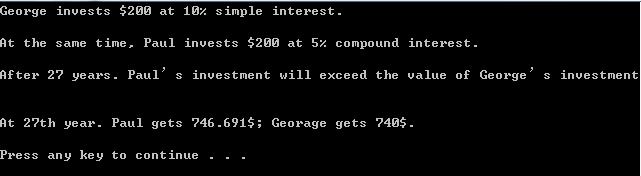 George invests $200 at 10% simple interest.
At the same time, Paul invests $200 at 5% compound interest.
After 27 years. Paul’s investment will exceed the value of George’s investment
At 27th year. Paul gets 746.691$; Georage gets 740$.
Press any key to continue . . .